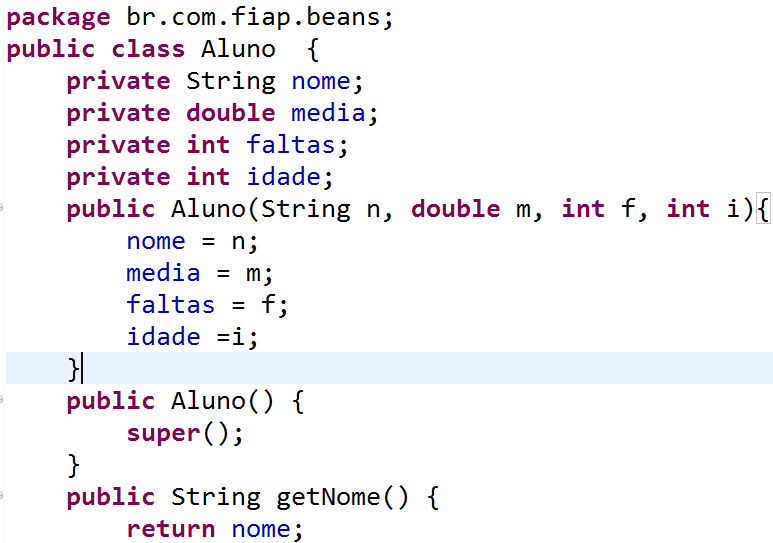 package br.com.fiap.beans;
public class Aluno  {
    private String nome;
    private double media;
    private int faltas;
    private int idade;
    public Aluno(String n, double m, int f, int i){
        nome = n;
        media = m;
        faltas = f;
        idade =i;
    }
    public Aluno() {
        super();
    }
    public String getNome() {
        return nome;